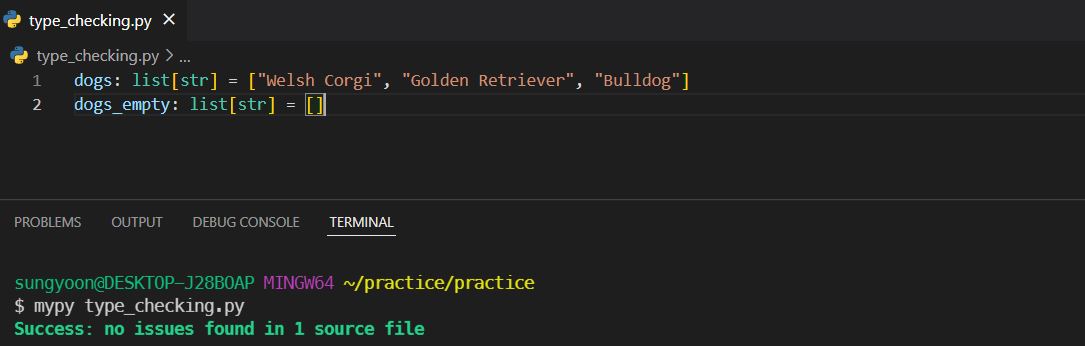 type_checking.py ×
type_checking.py > ...
1 dogs: list[str] = ["Welsh Corgi", "Golden Retriever", "Bulldog"]
2 dogs_empty: list[str] = []
PROBLEMS OUTPUT DEBUG CONSOLE TERMINAL
sungyoon@DESKTOP-J28BOAP MINGW64 ~/practice/practice
$ mypy type_checking.py
Success: no issues found in 1 source file